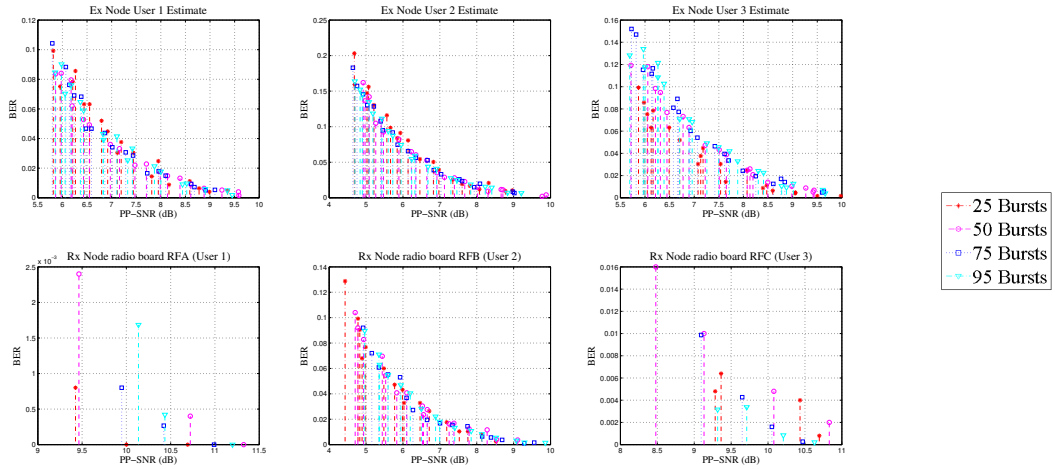 Ex Node User 1 Estimate
BER
0.12
0.1
0.08
0.06
0.04
0.02
0
5.5 6 6.5 7 7.5 8 8.5 9 9.5 10
PP-SNR (dB)
Ex Node User 2 Estimate
BER
0.25
0.2
0.15
0.1
0.05
0
4 5 6 7 8 9 10
PP-SNR (dB)
Ex Node User 3 Estimate
BER
0.16
0.14
0.12
0.1
0.08
0.06
0.04
0.02
0
5.5 6 6.5 7 7.5 8 8.5 9 9.5 10
PP-SNR (dB)
25 Bursts
50 Bursts
75 Bursts
95 Bursts
Rx Node radio board RFA (User 1)
x 10⁻³
BER
2.5
2
1.5
1
0.5
0
9 9.5 10 10.5 11 11.5
PP-SNR (dB)
Rx Node radio board RFB (User 2)
BER
0.14
0.12
0.1
0.08
0.06
0.04
0.02
0
4 5 6 7 8 9 10
PP-SNR (dB)
Rx Node radio board RFC (User 3)
BER
0.016
0.014
0.012
0.01
0.008
0.006
0.004
0.002
0
8 8.5 9 9.5 10 10.5 11
PP-SNR (dB)